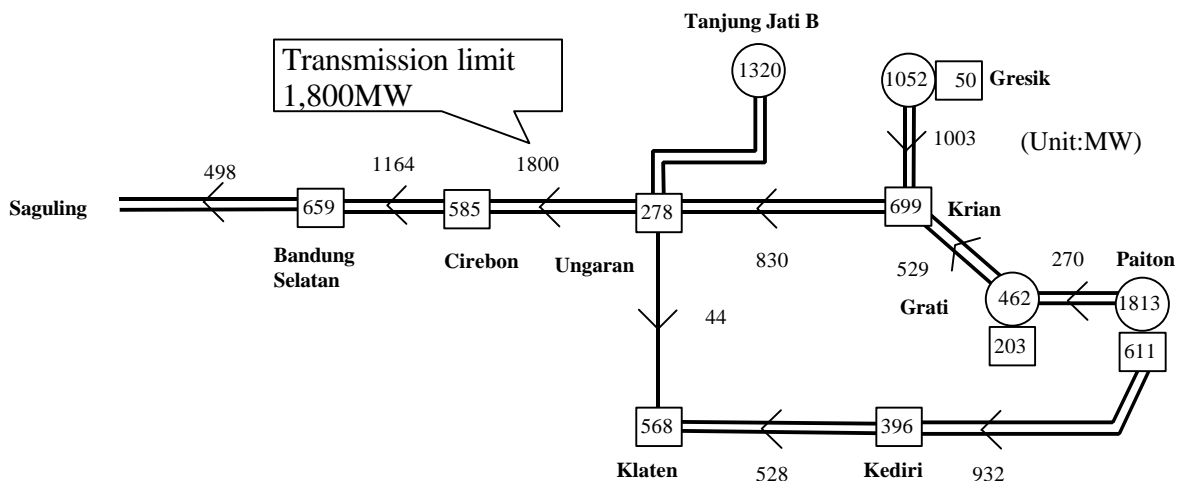 Tanjung Jati B
Transmission limit
1,800MW
1320
1052
50
Gresik
1003
(Unit:MW)
498
1164
1800
Saguling
659
585
278
699
Krian
Bandung
Selatan
Cirebon
Ungaran
830
529
270
Paiton
Grati
462
1813
44
203
611
568
396
Klaten
528
Kediri
932